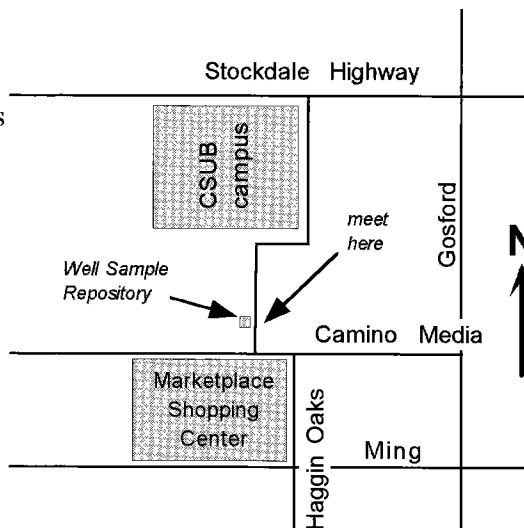 Stockdale Highway
s
CSUB
campus
meet
here
Gosford
N
Well Sample
Repository
Camino Media
Marketplace
Shopping
Center
Haggin Oaks
Ming